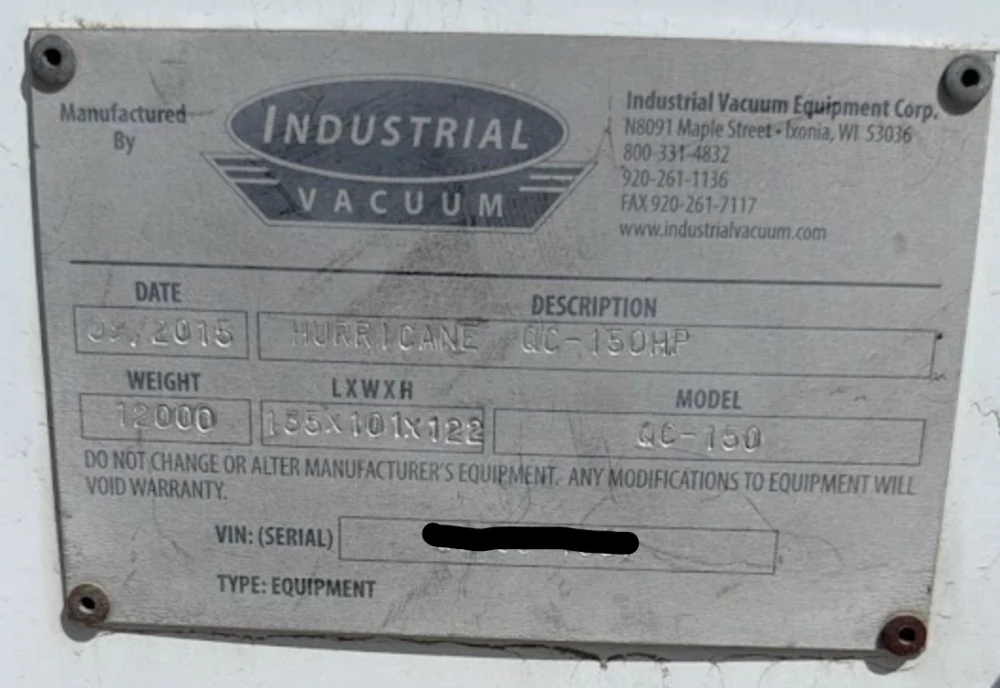 Manufactured
By
INDUSTRIAL
VACUUM
Industrial Vacuum Equipment Corp.
N8091 Maple Street • Ixonia, WI 53036
800-331-4832
920-261-1136
FAX 920-261-7117
www.industrialvacuum.com
DATE
DESCRIPTION
09/2015
HURRICANE QC-150HP
WEIGHT
LXWXH
MODEL
12000
155X101X122
QC-150
DO NOT CHANGE OR ALTER MANUFACTURER'S EQUIPMENT. ANY MODIFICATIONS TO EQUIPMENT WILL
VOID WARRANTY.
VIN: (SERIAL)
TYPE: EQUIPMENT